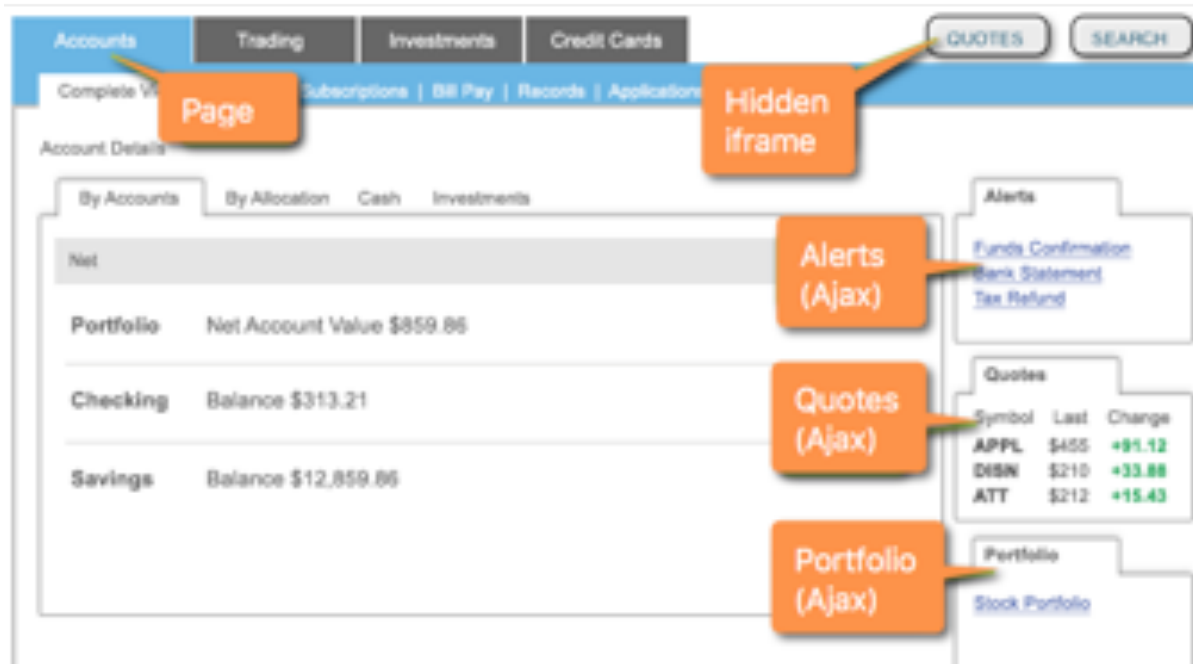 Accounts Trading Investments Credit Cards QUOTES SEARCH
Complete Subscriptions | Bill Pay | Records | Application
Page
Hidden
iframe
Account Details
By Accounts By Allocation Cash Investments
Net
Portfolio Net Account Value $859.86
Checking Balance $313.21
Savings Balance $12,859.86
Alerts
(Ajax)
Alerts
Funds Confirmation
Bank Statement
Tax Refund
Quotes
(Ajax)
Quotes
Symbol Last Change
APPL $455 +91.12
DISN $210 +33.88
ATT $212 +15.43
Portfolio
(Ajax)
Portfolio
Stock Portfolio